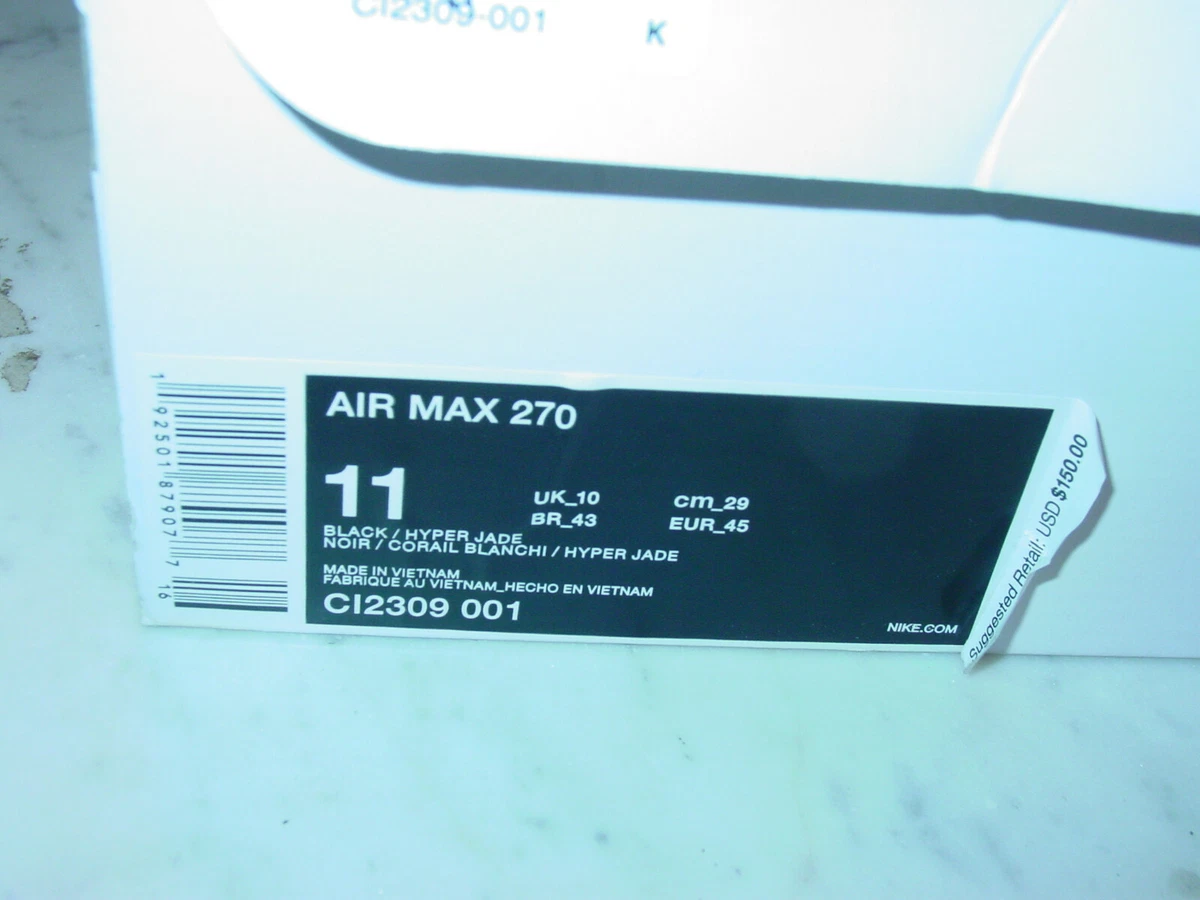 CI2309-001
K
AIR MAX 270
11
UK_10
cm_29
BR_43
EUR_45
BLACK / HYPER JADE
NOIR / CORAIL BLANCHI / HYPER JADE
MADE IN VIETNAM
FABRIQUÉ AU VIETNAM_HECHO EN VIETNAM
CI2309 001
NIKE.COM
Suggested Retail: USD $150.00
1 92501 87907 7 16